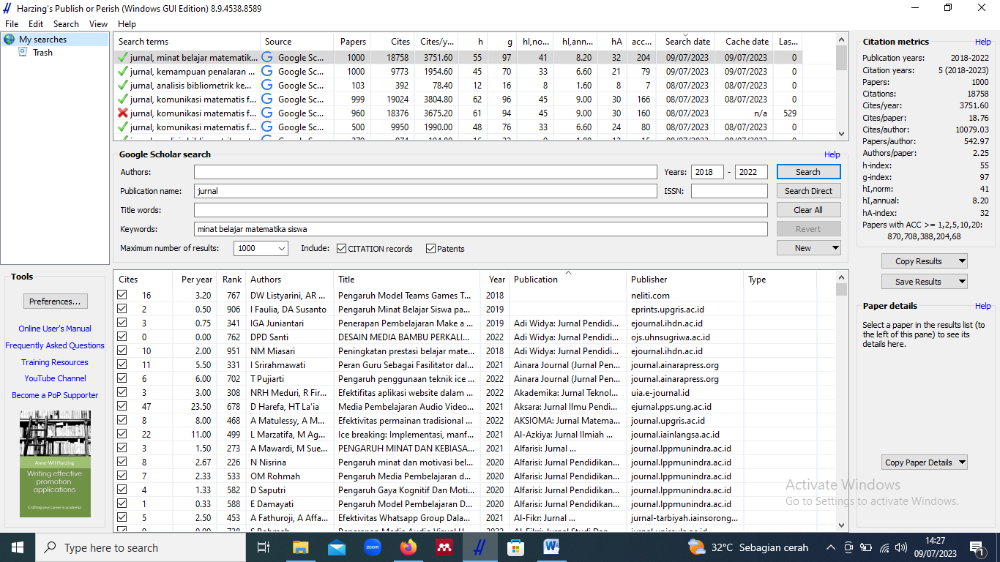 Harzing's Publish or Perish (Windows GUI Edition) 8.9.4538.8589
File Edit Search View Help
My searches
Trash
Search terms Source Papers Cites Cites/y... h g hI,no... hI,ann... hA acc... Search date Cache date Las...
jurnal, minat belajar matematik... Google Sc... 1000 18758 3751.60 55 97 41 8.20 32 204 09/07/2023 09/07/2023 0
jurnal, kemampuan penalaran ... Google Sc... 1000 9773 1954.60 45 70 33 6.60 21 79 09/07/2023 09/07/2023 0
jurnal, analisis bibliometrik ke... Google Sc... 103 392 78.40 12 16 8 1.60 8 7 08/07/2023 08/07/2023 0
jurnal, komunikasi matematis f... Google Sc... 999 19024 3804.80 62 96 45 9.00 30 166 08/07/2023 08/07/2023 0
jurnal, komunikasi matematis f... Google Sc... 960 18376 3675.20 61 94 45 9.00 30 160 08/07/2023 n/a 529
jurnal, komunikasi matematis f... Google Sc... 500 9950 1990.00 48 76 33 6.60 24 80 08/07/2023 08/07/2023 0
Google Scholar search Help
Authors: Years: 2018 - 2022 Search
Publication name: jurnal ISSN: Search Direct
Title words: Clear All
Keywords: minat belajar matematika siswa Revert
Maximum number of results: 1000 Include: CITATION records Patents New
Cites Per year Rank Authors Title Year Publication Publisher Type
16 3.20 767 DW Listyarini, AR ... Pengaruh Model Teams Games T... 2018 neliti.com
2 0.50 906 I Faulia, DA Susanto Pengaruh Minat Belajar Siswa pa... 2019 eprints.upgris.ac.id
3 0.75 341 IGA Juniantari Penerapan Pembelajaran Make a ... 2019 Adi Widya: Jurnal Pendidi... ejournal.ihdn.ac.id
0 0.00 762 DPD Santi DESAIN MEDIA BAMBU PERKALI... 2022 Adi Widya: Jurnal Pendidi... ojs.uhnsugriwa.ac.id
10 2.00 951 NM Miasari Peningkatan prestasi belajar mate... 2018 Adi Widya: Jurnal Pendidi... ejournal.ihdn.ac.id
11 5.50 331 I Srirahmawati Peran Guru Sebagai Fasilitator dal... 2021 Ainara Journal (Jurnal Pen... journal.ainarapress.org
6 6.00 702 T Pujiarti Pengaruh penggunaan teknik ice ... 2022 Ainara Journal (Jurnal Pen... journal.ainarapress.org
3 3.00 308 NRH Meduri, R Fir... Efektifitas aplikasi website dalam ... 2022 Akademika: Jurnal Teknol... uia.e-journal.id
47 23.50 678 D Harefa, HT La'ia Media Pembelajaran Audio Video... 2021 Aksara: Jurnal Ilmu Pendi... ejurnal.pps.ung.ac.id
8 8.00 468 A Matulessy, A M... Efektivitas permainan tradisional ... 2022 AKSIOMA: Jurnal Matema... journal.upgris.ac.id
22 11.00 499 L Marzatifa, M Ag... Ice breaking: Implementasi, manf... 2021 Al-Azkiya: Jurnal Ilmiah ... journal.iainlangsa.ac.id
3 1.50 273 A Mawardi, M Sue... PENGARUH MINAT DAN KEBIASA... 2021 Alfarisi: Jurnal ... journal.lppmunindra.ac.id
8 2.67 226 N Nisrina Pengaruh minat dan motivasi bel... 2020 Alfarisi: Jurnal Pendidikan... journal.lppmunindra.ac.id
7 2.33 533 OM Rohmah Pengaruh Media Pembelajaran d... 2020 Alfarisi: Jurnal Pendidikan... journal.lppmunindra.ac.id
4 1.33 582 D Saputri Pengaruh Gaya Kognitif Dan Moti... 2020 Alfarisi: Jurnal Pendidikan... journal.lppmunindra.ac.id
1 0.33 588 E Damayati Pengaruh Model Pembelajaran D... 2020 Alfarisi: Jurnal Pendidikan... journal.lppmunindra.ac.id
5 2.50 453 A Fathuroji, A Affa... Efektivitas Whatsapp Group Dala... 2021 Al-Fikr: Jurnal ... jurnal-tarbiyah.iainsorong...
Tools
Preferences...
Online User's Manual
Frequently Asked Questions
Training Resources
YouTube Channel
Become a PoP Supporter
Anne-Wil Harzing
Writing effective
promotion
applications
Crafting your career in academia
Citation metrics Help
Publication years: 2018-2022
Citation years: 5 (2018-2023)
Papers: 1000
Citations: 18758
Cites/year: 3751.60
Cites/paper: 18.76
Cites/author: 10079.03
Papers/author: 542.97
Authors/paper: 2.25
h-index: 55
g-index: 97
hI,norm: 41
hI,annual: 8.20
hA-index: 32
Papers with ACC >= 1,2,5,10,20:
870,708,388,204,68
Copy Results
Save Results
Paper details Help
Select a paper in the results list (to
the left of this pane) to see its
details here.
Copy Paper Details
Activate Windows
Go to Settings to activate Windows.
Type here to search
zoom
32°C Sebagian cerah
14:27
09/07/2023
1